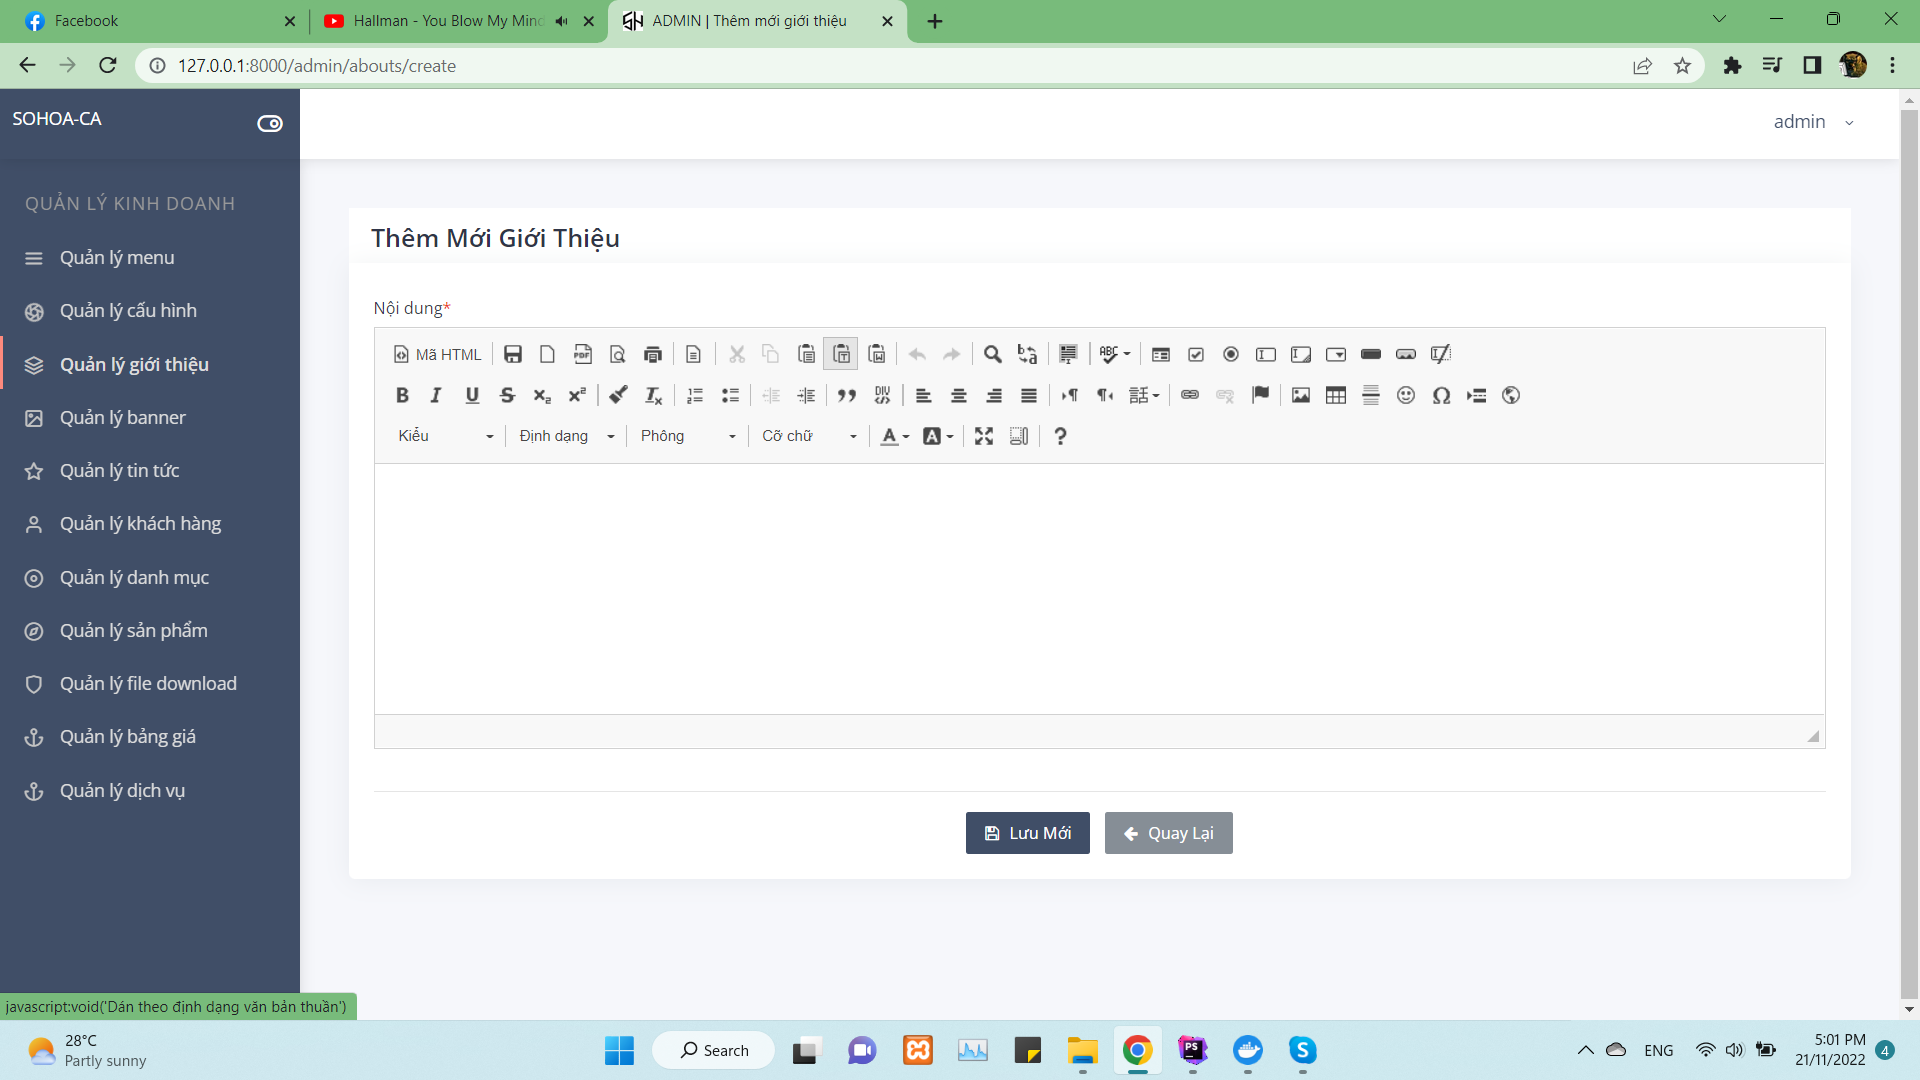 Facebook
Hallman - You Blow My Mind
ADMIN | Thêm mới giới thiệu
127.0.0.1:8000/admin/abouts/create
SOHOA-CA
admin
QUẢN LÝ KINH DOANH
Quản lý menu
Quản lý cấu hình
Quản lý giới thiệu
Quản lý banner
Quản lý tin tức
Quản lý khách hàng
Quản lý danh mục
Quản lý sản phẩm
Quản lý file download
Quản lý bảng giá
Quản lý dịch vụ
Thêm Mới Giới Thiệu
Nội dung*
Mã HTML
Kiểu Định dạng Phông Cỡ chữ
Lưu Mới
Quay Lại
javascript:void('Dán theo định dạng văn bản thuần')
28°C
Partly sunny
Search
ENG
5:01 PM
21/11/2022
4